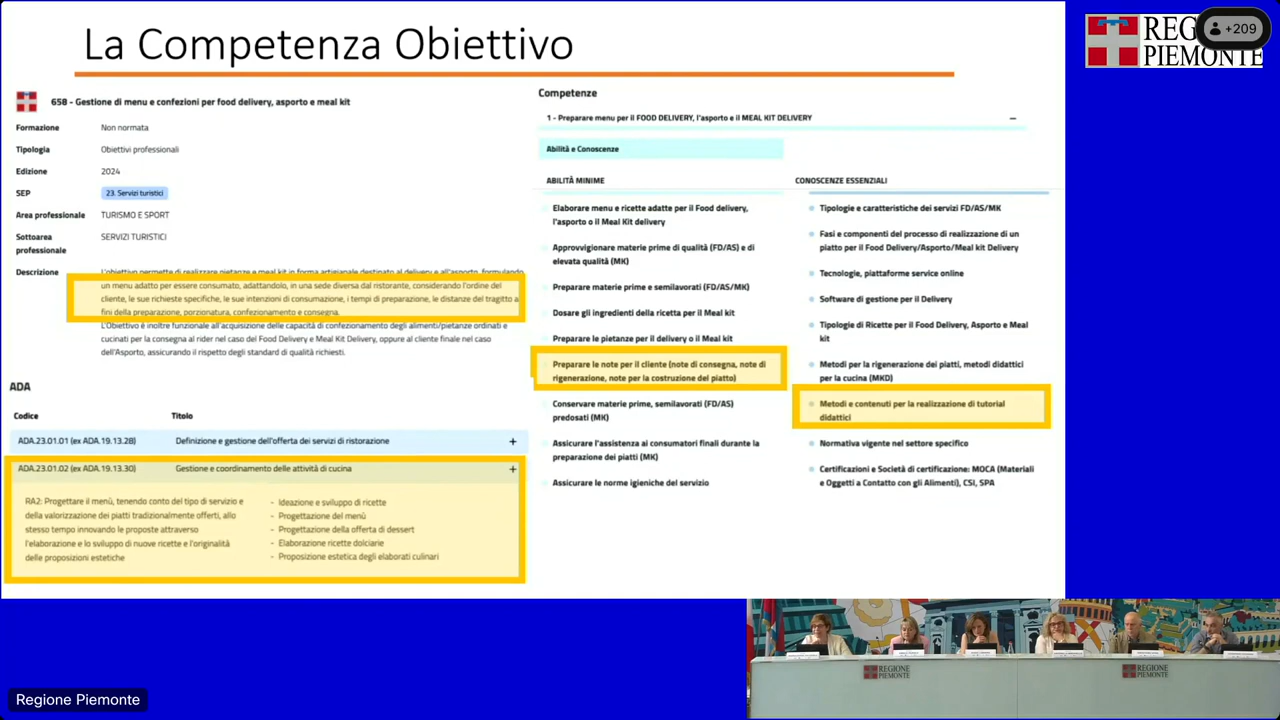 La Competenza Obiettivo
658 - Gestione di menu e confezioni per food delivery, asporto e meal kit
Formazione Non normata
Tipologia Obiettivi professionali
Edizione 2024
SEP 23. Servizi turistici
Area professionale TURISMO E SPORT
Sottoarea professionale SERVIZI TURISTICI
Descrizione L'obiettivo permette di realizzare pietanze e meal kit in forma artigianale destinato al delivery e all'asporto, formulando
un menu adatto per essere consumato, adattandolo, in una sede diversa dal ristorante, considerando l'ordine del
cliente, le sue richieste specifiche, le sue intenzioni di consumazione, i tempi di preparazione, le distanze del tragitto a
fini della preparazione, porzionatura, confezionamento e consegna.
L'Obiettivo è inoltre funzionale all'acquisizione delle capacità di confezionamento degli alimenti/pietanze ordinati e
cucinati per la consegna al rider nel caso del Food Delivery e Meal Kit Delivery, oppure al cliente finale nel caso
dell'Asporto, assicurando il rispetto degli standard di qualità richiesti.
ADA
Codice Titolo
ADA.23.01.01 (ex ADA.19.13.28) Definizione e gestione dell'offerta dei servizi di ristorazione +
ADA.23.01.02 (ex ADA.19.13.30) Gestione e coordinamento delle attività di cucina +
RA2: Progettare il menù, tenendo conto del tipo di servizio e
della valorizzazione dei piatti tradizionalmente offerti, allo
stesso tempo innovando le proposte attraverso
l'elaborazione e lo sviluppo di nuove ricette e l'originalità
delle proposizioni estetiche
- Ideazione e sviluppo di ricette
- Progettazione del menù
- Progettazione della offerta di dessert
- Elaborazione ricette dolciarie
- Proposizione estetica degli elaborati culinari
Competenze
1 - Preparare menu per il FOOD DELIVERY, l'asporto e il MEAL KIT DELIVERY −
Abilità e Conoscenze
ABILITÀ MINIME
Elaborare menu e ricette adatte per il Food delivery,
l'asporto o il Meal Kit delivery
Approvvigionare materie prime di qualità (FD/AS) e di
elevata qualità (MK)
Preparare materie prime e semilavorati (FD/AS/MK)
Dosare gli ingredienti della ricetta per il Meal kit
Preparare le pietanze per il delivery o il Meal kit
Preparare le note per il cliente (note di consegna, note di
rigenerazione, note per la costruzione del piatto)
Conservare materie prime, semilavorati (FD/AS)
predosati (MK)
Assicurare l'assistenza ai consumatori finali durante la
preparazione dei piatti (MK)
Assicurare le norme igieniche del servizio
CONOSCENZE ESSENZIALI
Tipologie e caratteristiche dei servizi FD/AS/MK
Fasi e componenti del processo di realizzazione di un
piatto per il Food Delivery/Asporto/Meal kit Delivery
Tecnologie, piattaforme service online
Software di gestione per il Delivery
Tipologie di Ricette per il Food Delivery, Asporto e Meal
Kit
Metodi per la rigenerazione dei piatti, metodi didattici
per la cucina (MKD)
Metodi e contenuti per la realizzazione di tutorial
didattici
Normativa vigente nel settore specifico
Certificazioni e Società di certificazione: MOCA (Materiali
e Oggetti a Contatto con gli Alimenti), CSI, SPA
+209
PIEMONTE
REGIONE
PIEMONTE
REGIONE
PIEMONTE
Regione Piemonte